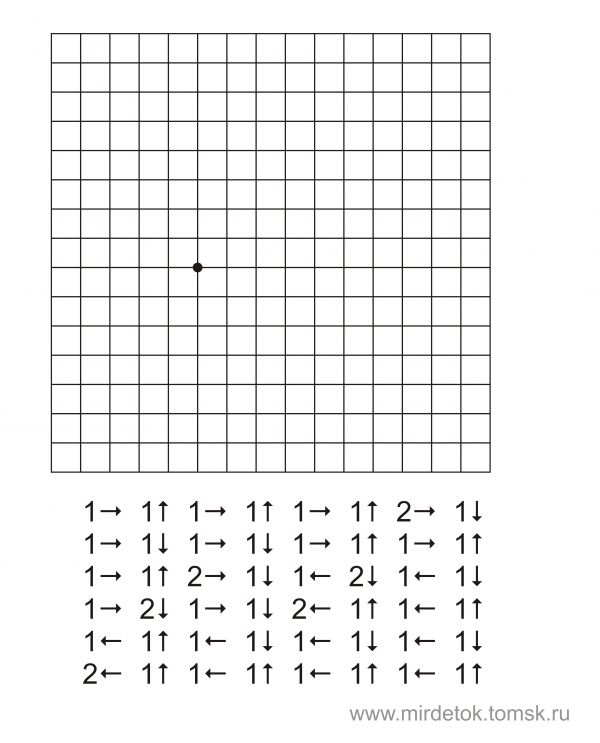 1→ 1↑ 1→ 1↑ 1→ 1↑ 2→ 1↓
1→ 1↓ 1→ 1↓ 1→ 1↑ 1→ 1↑
1→ 1↑ 2→ 1↓ 1← 2↓ 1← 1↓
1→ 2↓ 1→ 1↓ 2← 1↑ 1← 1↑
1← 1↑ 1← 1↓ 1← 1↓ 1← 1↓
2← 1↑ 1← 1↑ 1← 1↑ 1← 1↑
www.mirdetok.tomsk.ru